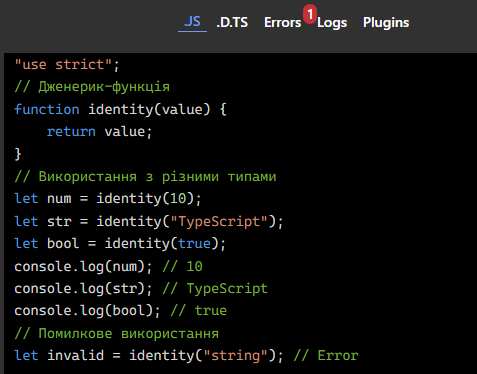 .JS .D.TS Errors 1 Logs Plugins
"use strict";
// Дженерик-функція
function identity(value) {
    return value;
}
// Використання з різними типами
let num = identity(10);
let str = identity("TypeScript");
let bool = identity(true);
console.log(num); // 10
console.log(str); // TypeScript
console.log(bool); // true
// Помилкове використання
let invalid = identity("string"); // Error